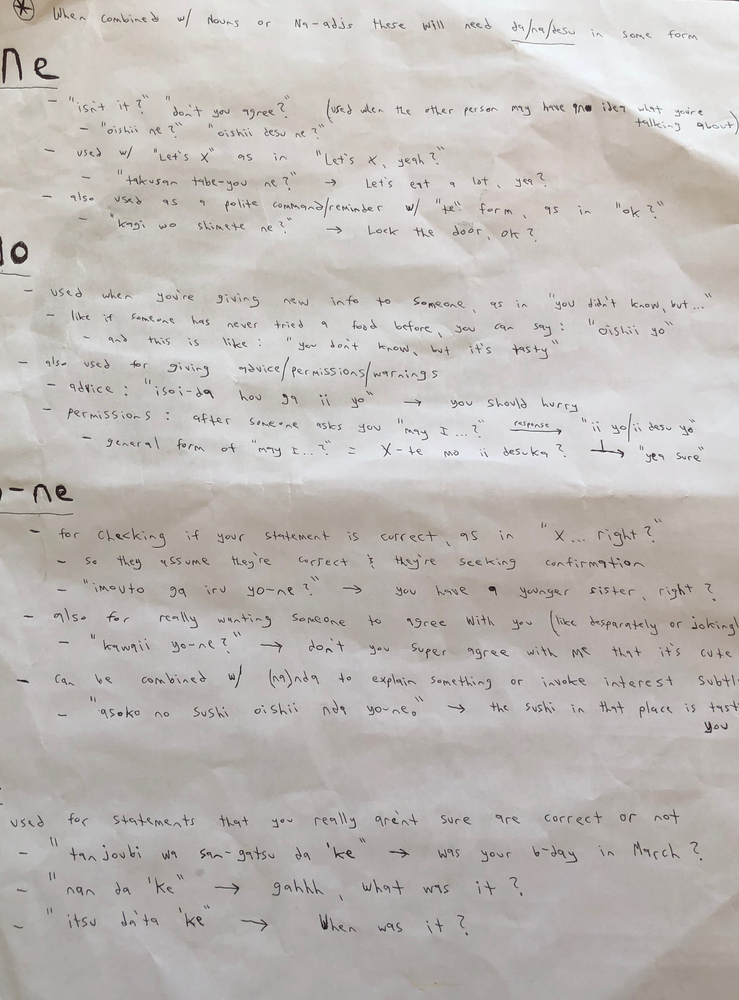 * When combined w/ Nouns or Na-adjs these will need da/na/desu in some form
ne
- "isn't it?" "don't you agree?" (used when the other person may have no idea what you're talking about)
- "oishii ne?" "oishii desu ne?"
- used w/ "Let's X" as in "Let's X, yeah?"
- "takusan tabe-you ne?" → Let's eat a lot, yea?
- also used as a polite command/reminder w/ "te" form, as in "ok?"
- "kagi wo shimete ne?" → Lock the door, ok?
- used when you're giving new info to someone, as in "you didn't know, but..."
- like if someone has never tried a food before, you can say: "oishii yo"
- and this is like: "you don't know, but it's tasty"
- also used for giving advice/permissions/warnings
- advice: "isoi-da hou ga ii yo" → you should hurry
- permissions: after someone asks you "may I...?" response→ "ii yo/ii desu yo"
- general form of "may I...?" = X-te mo ii desuka? → "yea sure"
-ne
- for checking if your statement is correct, as in "X... right?"
- so they assume they're correct & they're seeking confirmation
- "imouto ga iru yo-ne?" → you have a younger sister, right?
- also for really wanting someone to agree with you (like desparately or jokingl
- "kawaii yo-ne?" → don't you super agree with me that it's cute
- can be combined w/ (na)nda to explain something or invoke interest subtl
- "asoko no sushi oishii nda yo-ne。" → the sushi in that place is tast
you
used for statements that you really aren't sure are correct or not
- "tanjoubi wa san-gatsu da 'ke" → was your b-day in March?
- "nan da 'ke" → gahhh, what was it?
- "itsu da'ta 'ke" → When was it?